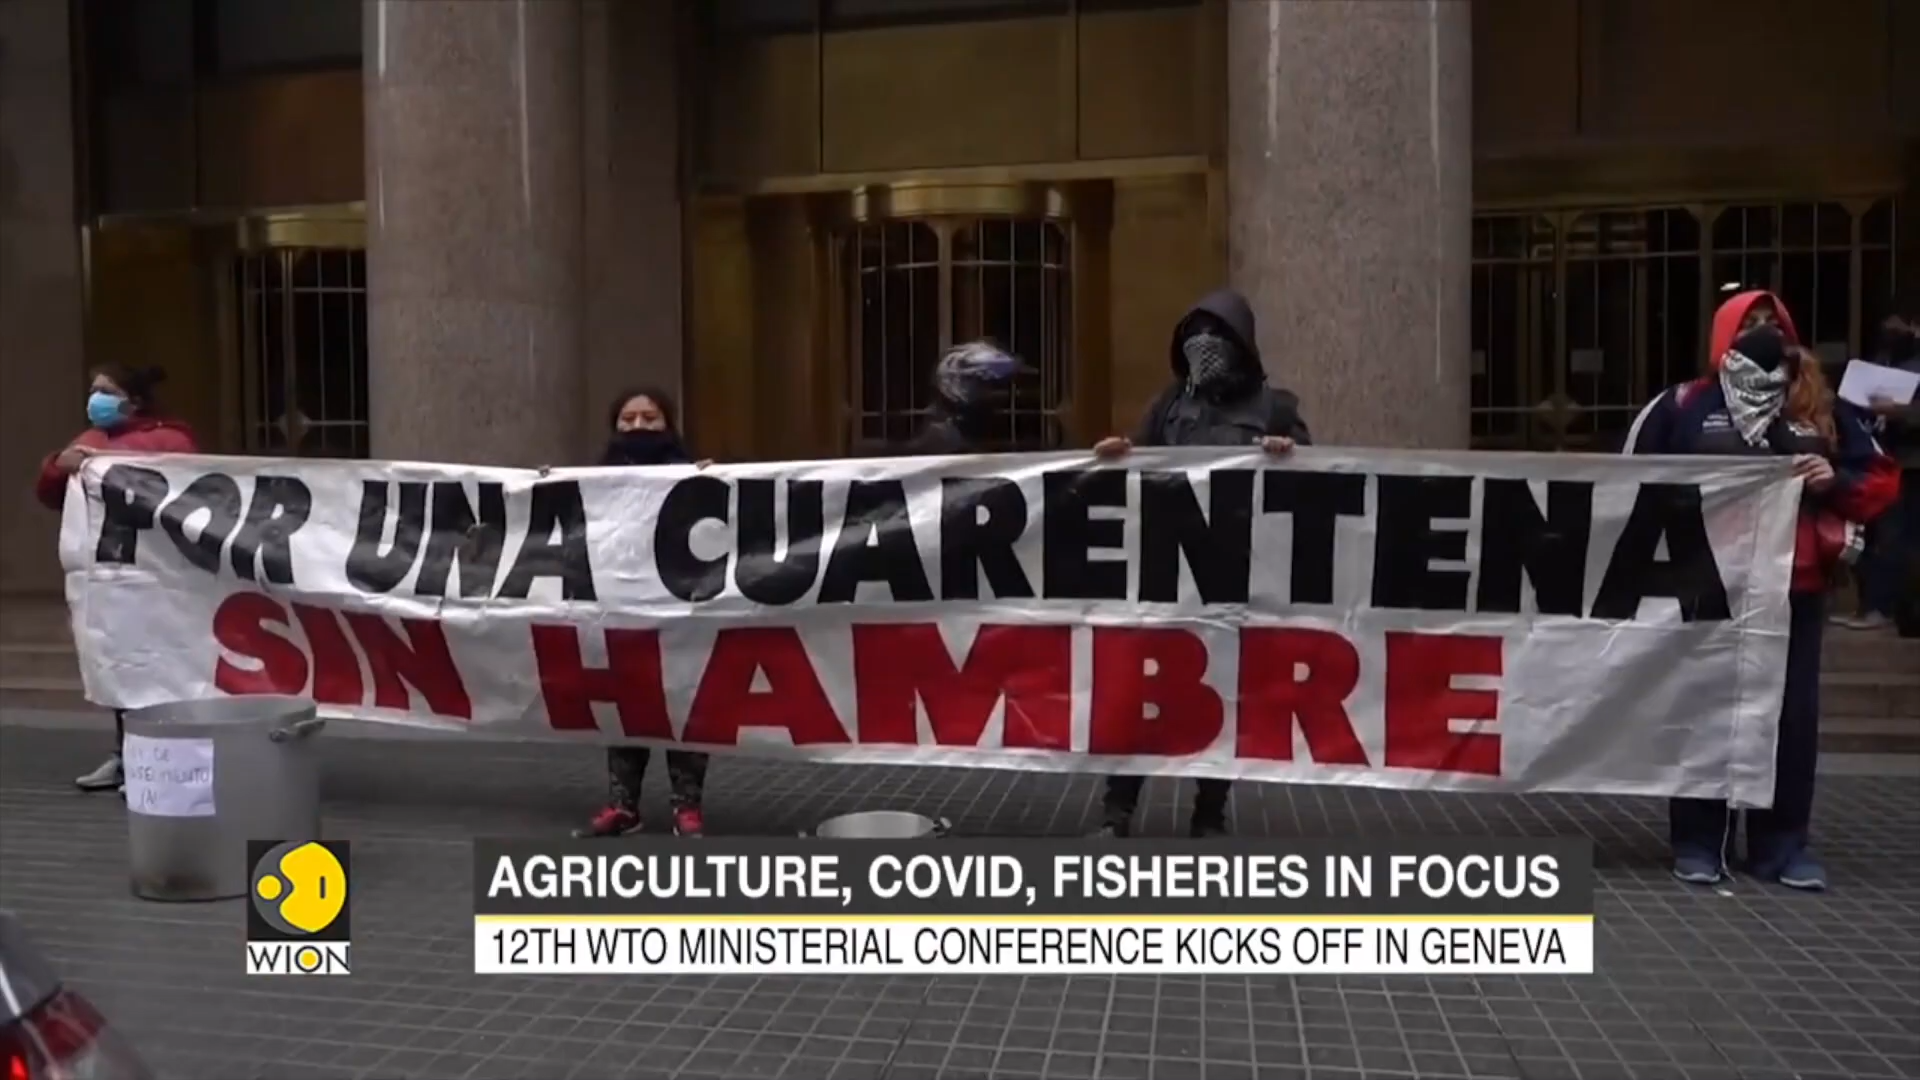 POR UNA CUARENTENA
SIN HAMBRE
AGRICULTURE, COVID, FISHERIES IN FOCUS
12TH WTO MINISTERIAL CONFERENCE KICKS OFF IN GENEVA
WION